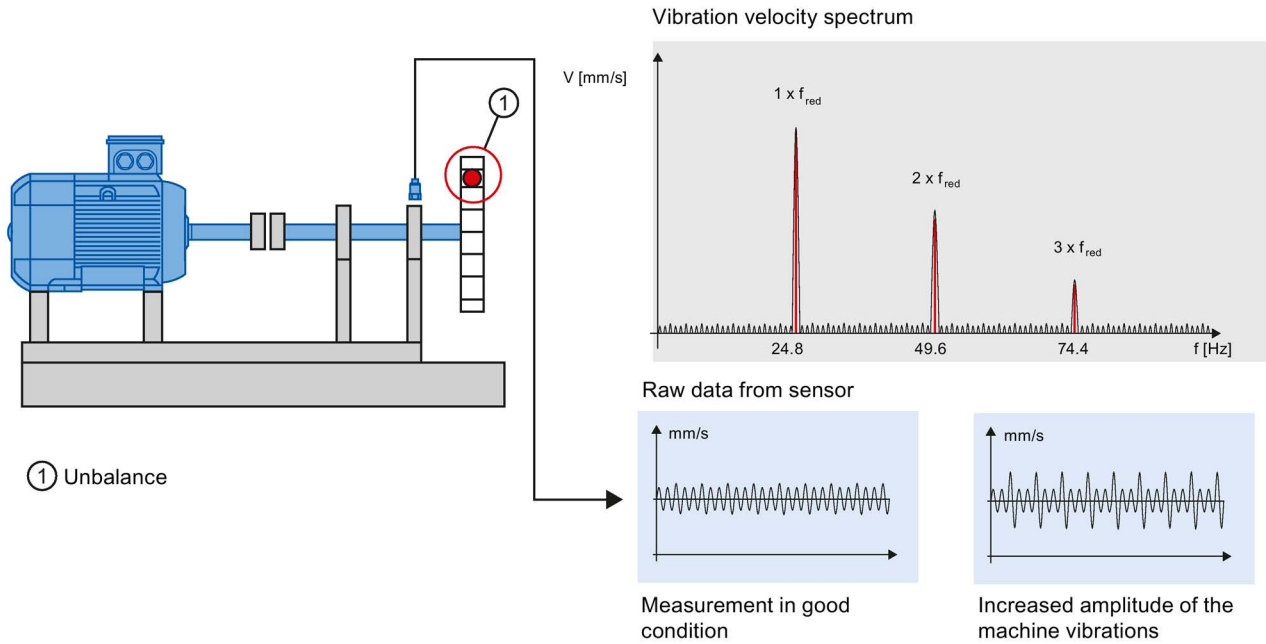 Vibration velocity spectrum
V [mm/s]
1 x f_red
2 x f_red
3 x f_red
24.8 49.6 74.4 f [Hz]
1
1 Unbalance
Raw data from sensor
mm/s
mm/s
Measurement in good
condition
Increased amplitude of the
machine vibrations